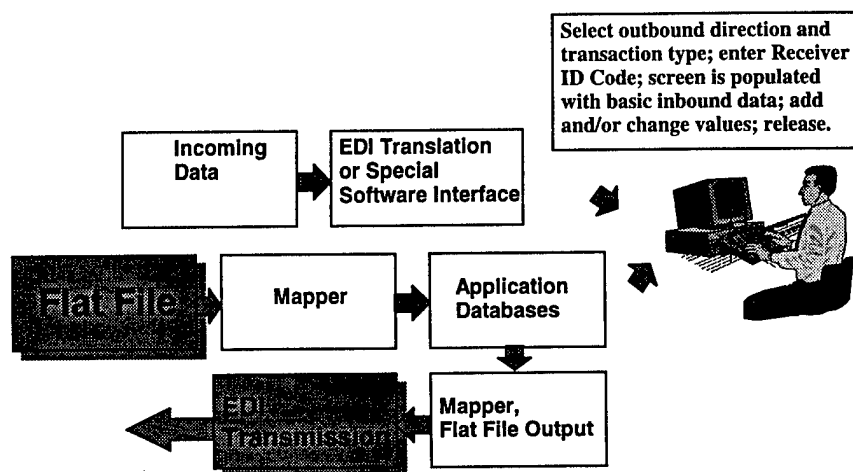 Select outbound direction and
transaction type; enter Receiver
ID Code; screen is populated
with basic inbound data; add
and/or change values; release.
Incoming
Data
EDI Translation
or Special
Software Interface
Flat File
Mapper
Application
Databases
EDI
Transmission
Mapper,
Flat File Output